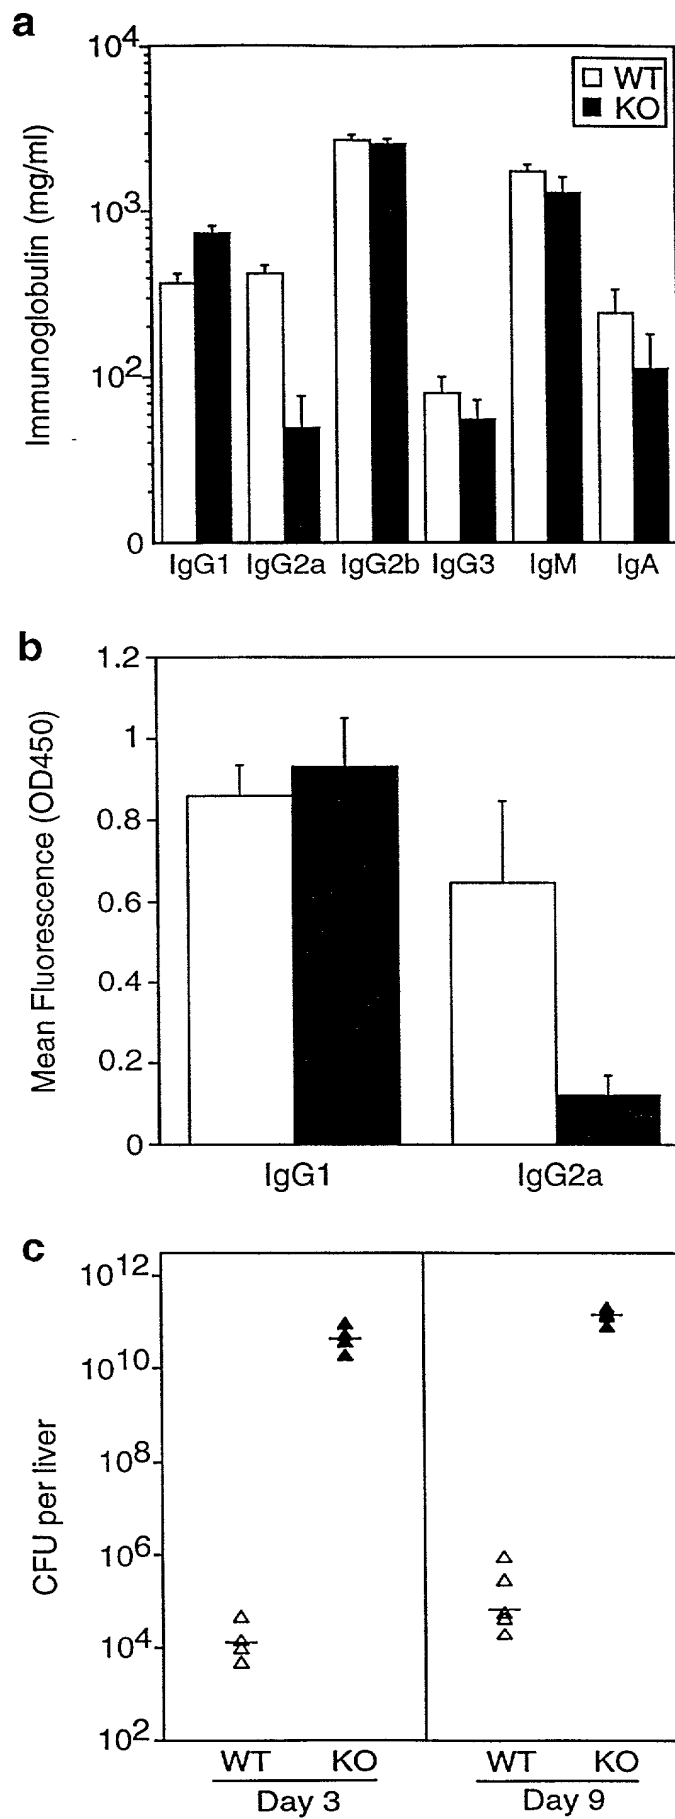 a
Immunoglobulin (mg/ml)
10⁴
10³
10²
0
WT
KO
IgG1 IgG2a IgG2b IgG3 IgM IgA
b
Mean Fluorescence (OD450)
1.2
1
0.8
0.6
0.4
0.2
0
IgG1 IgG2a
c
CFU per liver
10¹²
10¹⁰
10⁸
10⁶
10⁴
10²
WT KO WT KO
Day 3 Day 9